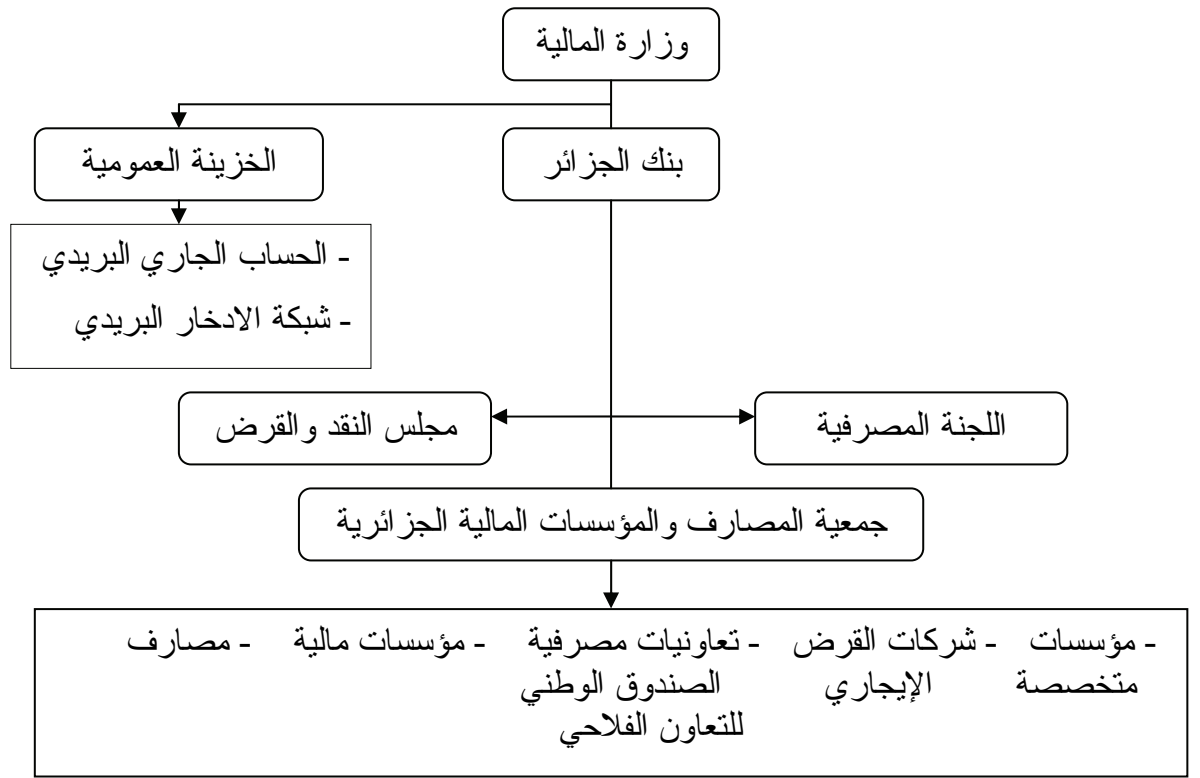 وزارة المالية
بنك الجزائر
الخزينة العمومية
- الحساب الجاري البريدي
- شبكة الادخار البريدي
اللجنة المصرفية
مجلس النقد والقرض
جمعية المصارف والمؤسسات المالية الجزائرية
- مؤسسات
متخصصة
- شركات القرض
الإيجاري
- تعاونيات مصرفية
الصندوق الوطني
للتعاون الفلاحي
- مؤسسات مالية
- مصارف